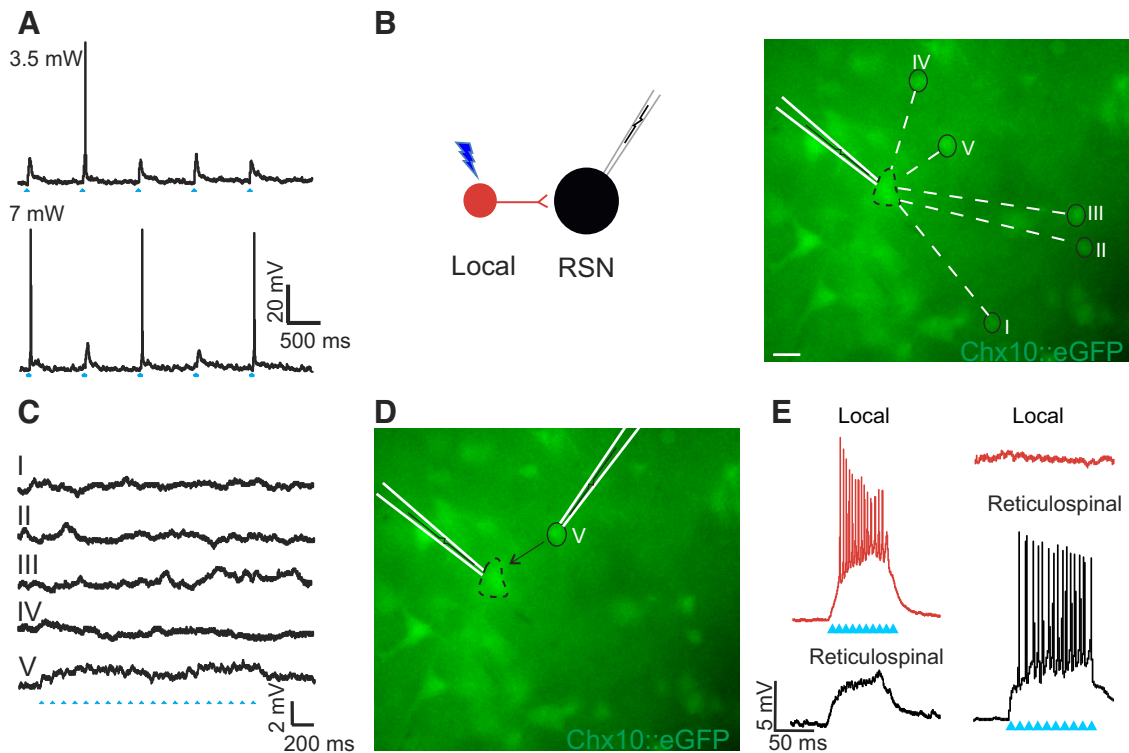 A
3.5 mW
7 mW
20 mV
500 ms
B
Local
RSN
IV
V
III
II
I
Chx10::eGFP
C
I
II
III
IV
V
2 mV
200 ms
D
V
Chx10::eGFP
E
Local
Reticulospinal
5 mV
50 ms
Local
Reticulospinal